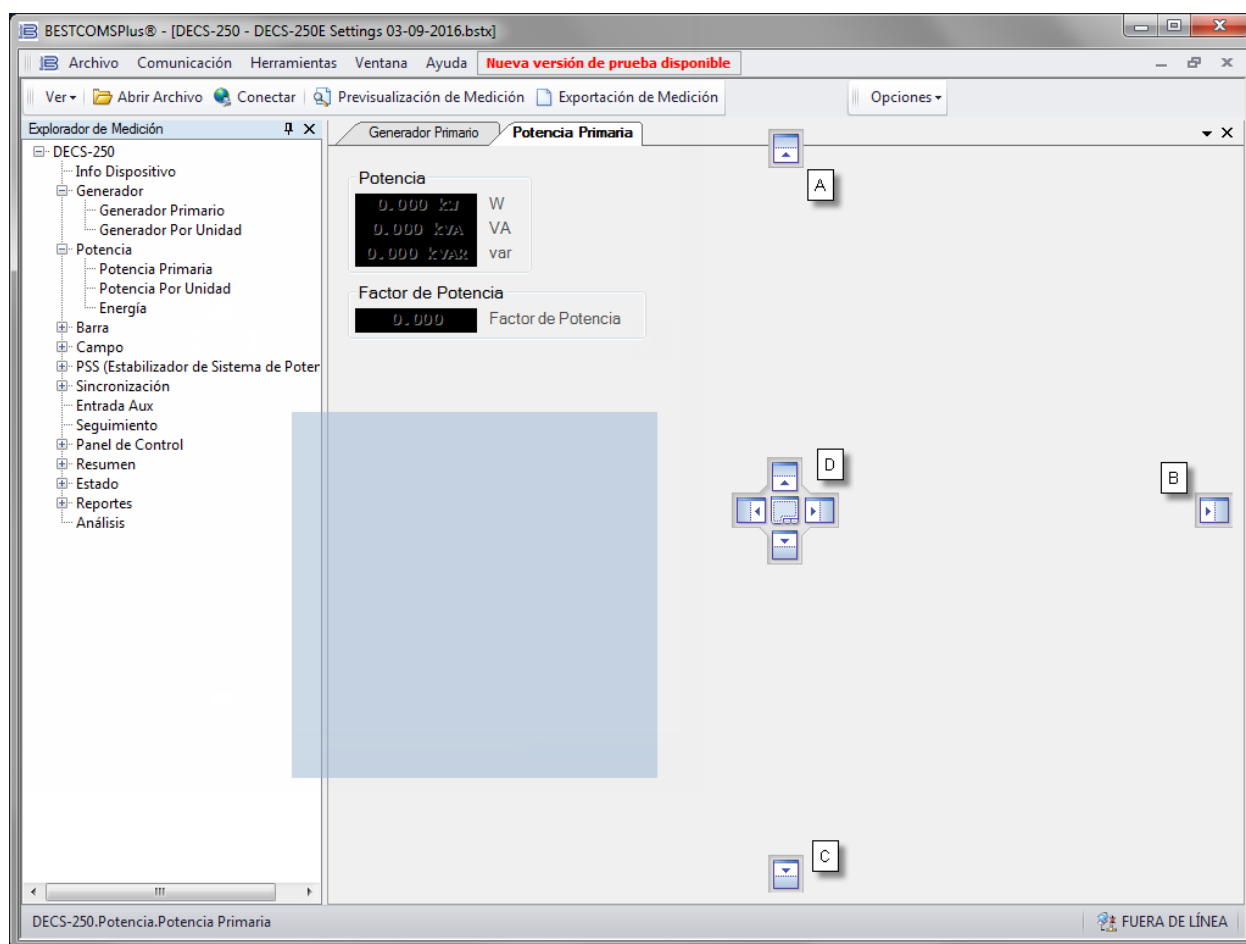 BESTCOMSPlus® - [DECS-250 - DECS-250E Settings 03-09-2016.bstx]
Archivo Comunicación Herramientas Ventana Ayuda Nueva versión de prueba disponible
Ver Abrir Archivo Conectar Previsualización de Medición Exportación de Medición Opciones
Explorador de Medición
Generador Primario Potencia Primaria
DECS-250
Info Dispositivo
Generador
Generador Primario
Generador Por Unidad
Potencia
Potencia Primaria
Potencia Por Unidad
Energía
Barra
Campo
PSS (Estabilizador de Sistema de Poter
Sincronización
Entrada Aux
Seguimiento
Panel de Control
Resumen
Estado
Reportes
Análisis
Potencia
0.000 kW W
0.000 kVA VA
0.000 kVAR var
Factor de Potencia
0.000 Factor de Potencia
A
D
B
C
DECS-250.Potencia.Potencia Primaria FUERA DE LÍNEA